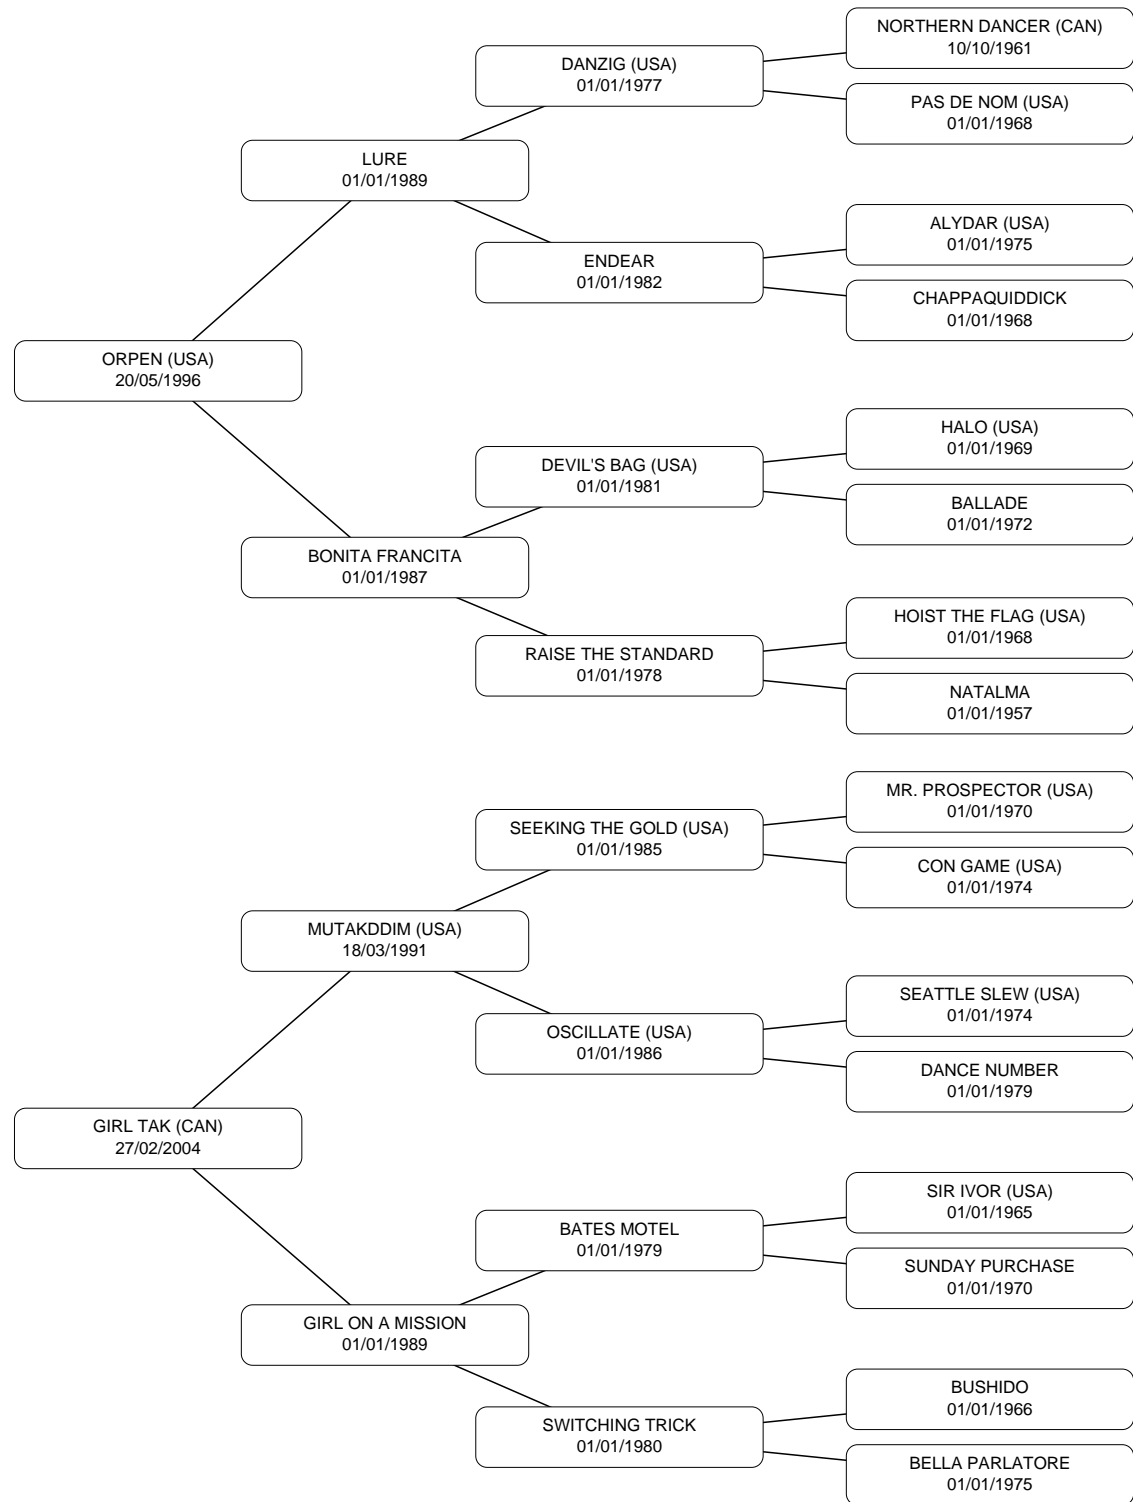 NORTHERN DANCER (CAN)
10/10/1961
DANZIG (USA)
01/01/1977
PAS DE NOM (USA)
01/01/1968
LURE
01/01/1989
ALYDAR (USA)
01/01/1975
ENDEAR
01/01/1982
CHAPPAQUIDDICK
01/01/1968
ORPEN (USA)
20/05/1996
HALO (USA)
01/01/1969
DEVIL'S BAG (USA)
01/01/1981
BALLADE
01/01/1972
BONITA FRANCITA
01/01/1987
HOIST THE FLAG (USA)
01/01/1968
RAISE THE STANDARD
01/01/1978
NATALMA
01/01/1957
MR. PROSPECTOR (USA)
01/01/1970
SEEKING THE GOLD (USA)
01/01/1985
CON GAME (USA)
01/01/1974
MUTAKDDIM (USA)
18/03/1991
SEATTLE SLEW (USA)
01/01/1974
OSCILLATE (USA)
01/01/1986
DANCE NUMBER
01/01/1979
GIRL TAK (CAN)
27/02/2004
SIR IVOR (USA)
01/01/1965
BATES MOTEL
01/01/1979
SUNDAY PURCHASE
01/01/1970
GIRL ON A MISSION
01/01/1989
BUSHIDO
01/01/1966
SWITCHING TRICK
01/01/1980
BELLA PARLATORE
01/01/1975